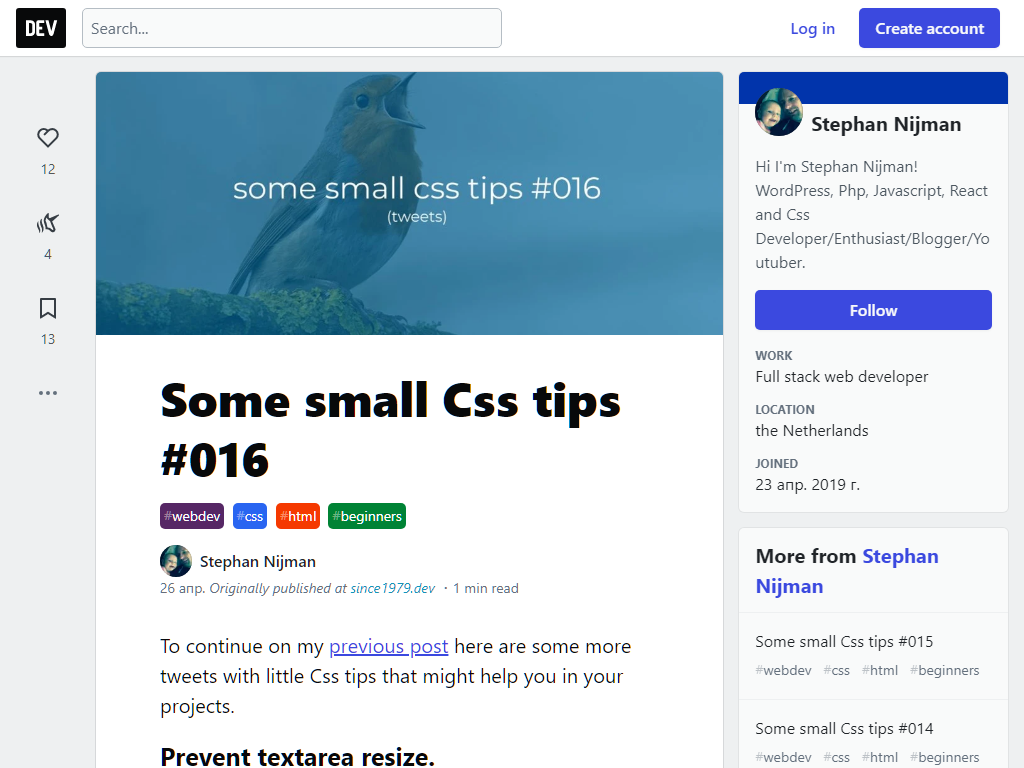 DEV
Search...
Log in
Create account
12
4
13
some small css tips #016
(tweets)
Some small Css tips
#016
#webdev #css #html #beginners
Stephan Nijman
26 апр. Originally published at since1979.dev ・1 min read
To continue on my previous post here are some more
tweets with little Css tips that might help you in your
projects.
Prevent textarea resize.
Stephan Nijman
Hi I'm Stephan Nijman!
WordPress, Php, Javascript, React
and Css
Developer/Enthusiast/Blogger/Yo
utuber.
Follow
WORK
Full stack web developer
LOCATION
the Netherlands
JOINED
23 апр. 2019 г.
More from Stephan
Nijman
Some small Css tips #015
#webdev #css #html #beginners
Some small Css tips #014
#webdev #css #html #beginners